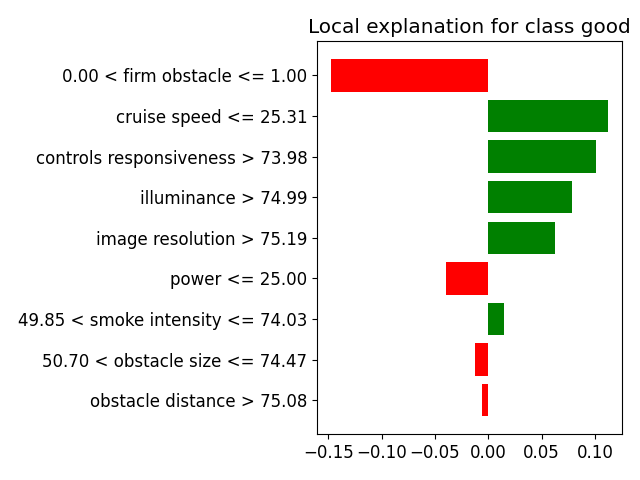 Local explanation for class good
0.00 < firm obstacle <= 1.00
cruise speed <= 25.31
controls responsiveness > 73.98
illuminance > 74.99
image resolution > 75.19
power <= 25.00
49.85 < smoke intensity <= 74.03
50.70 < obstacle size <= 74.47
obstacle distance > 75.08
−0.15 −0.10 −0.05 0.00 0.05 0.10